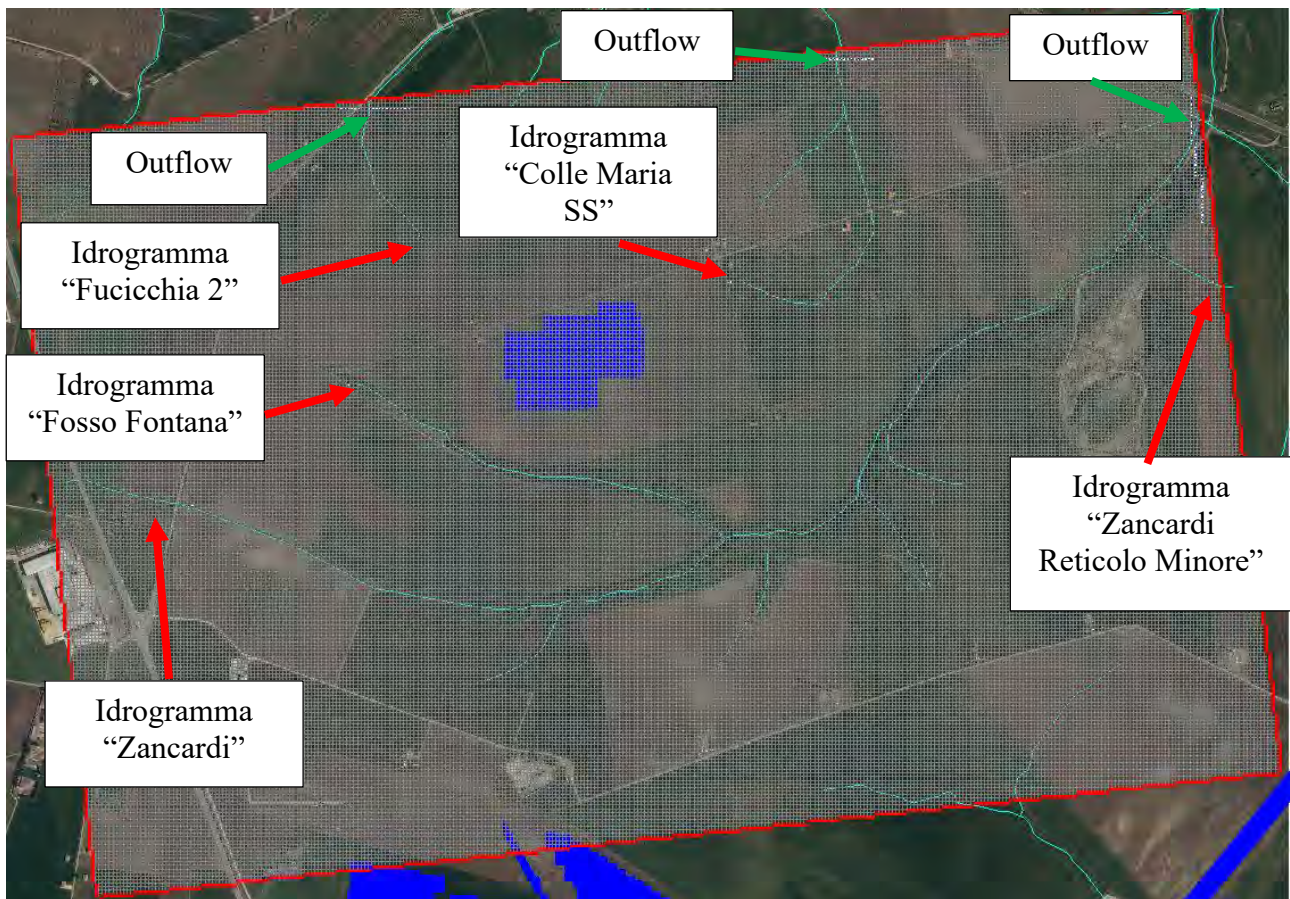 Outflow
Outflow
Idrogramma
“Colle Maria
SS”
Outflow
Idrogramma
“Fucicchia 2”
Idrogramma
“Fosso Fontana”
Idrogramma
“Zancardi
Reticolo Minore”
Idrogramma
“Zancardi”